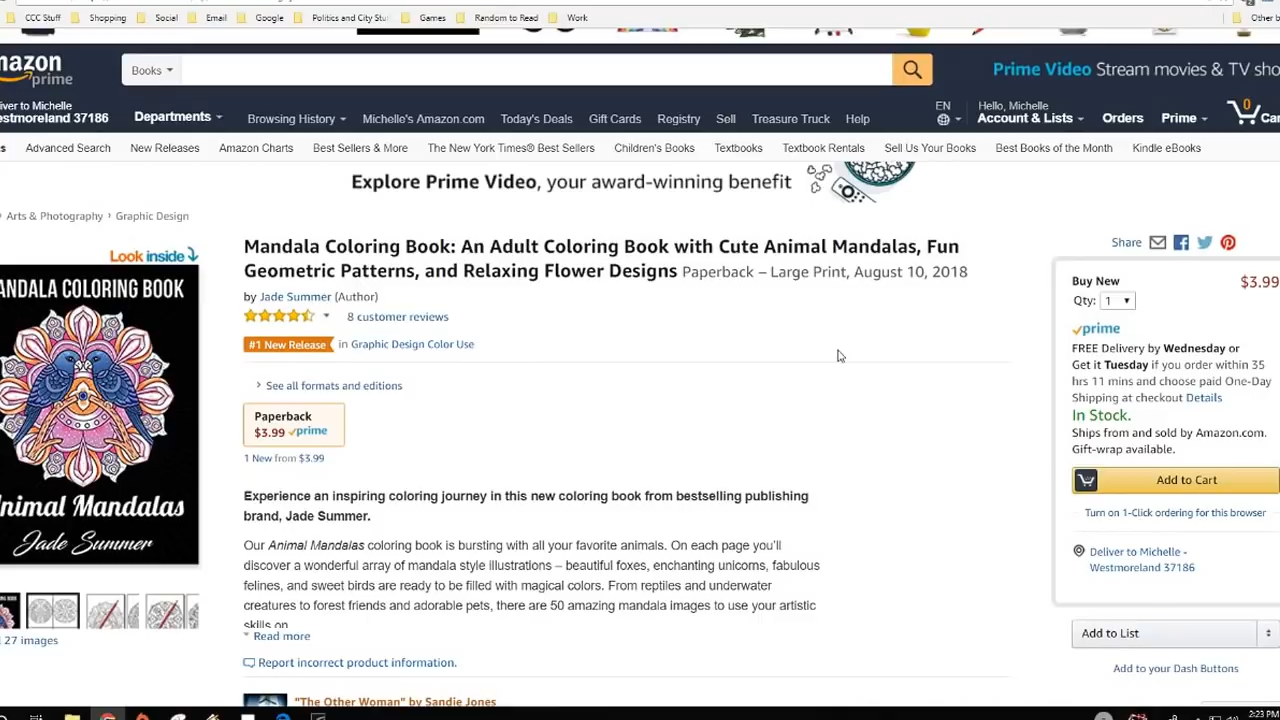 CCC Stuff Shopping Social Email Google Politics and City Stu Games Random to Read Work Other b
amazon prime
Books
Prime Video Stream movies & TV sho
iver to Michelle
estmoreland 37186
Departments
Browsing History Michelle's Amazon.com Today's Deals Gift Cards Registry Sell Treasure Truck Help
EN
Hello, Michelle
Account & Lists
Orders
Prime
0
Car
s Advanced Search New Releases Amazon Charts Best Sellers & More The New York Times® Best Sellers Children's Books Textbooks Textbook Rentals Sell Us Your Books Best Books of the Month Kindle eBooks
Explore Prime Video, your award-winning benefit
› Arts & Photography › Graphic Design
Look inside
ANDALA COLORING BOOK
nimal Mandalas
Jade Summer
27 images
Mandala Coloring Book: An Adult Coloring Book with Cute Animal Mandalas, Fun
Geometric Patterns, and Relaxing Flower Designs Paperback – Large Print, August 10, 2018
by Jade Summer (Author)
8 customer reviews
#1 New Release in Graphic Design Color Use
› See all formats and editions
Paperback
$3.99 prime
1 New from $3.99
Experience an inspiring coloring journey in this new coloring book from bestselling publishing
brand, Jade Summer.
Our Animal Mandalas coloring book is bursting with all your favorite animals. On each page you'll
discover a wonderful array of mandala style illustrations – beautiful foxes, enchanting unicorns, fabulous
felines, and sweet birds are ready to be filled with magical colors. From reptiles and underwater
creatures to forest friends and adorable pets, there are 50 amazing mandala images to use your artistic
skills on
Read more
Report incorrect product information.
"The Other Woman" by Sandie Jones
Share
Buy New $3.99
Qty: 1
prime
FREE Delivery by Wednesday or
Get it Tuesday if you order within 35
hrs 11 mins and choose paid One-Day
Shipping at checkout Details
In Stock.
Ships from and sold by Amazon.com.
Gift-wrap available.
Add to Cart
Turn on 1-Click ordering for this browser
Deliver to Michelle -
Westmoreland 37186
Add to List
Add to your Dash Buttons
2:23 PM